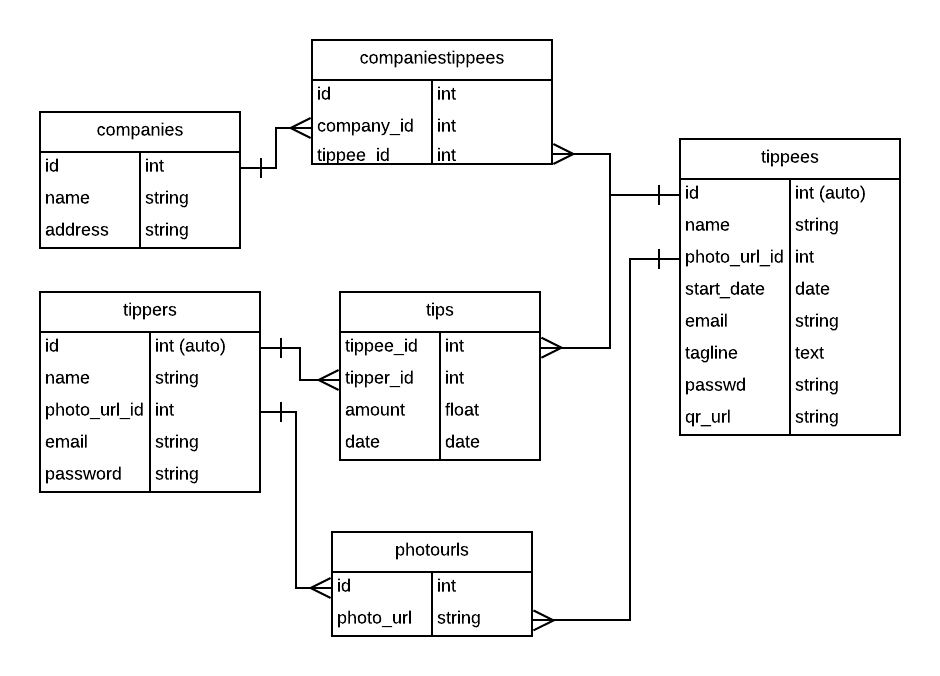 companiestippees
id int
company_id int
tippee_id int
companies
id int
name string
address string
tippees
id int (auto)
name string
photo_url_id int
start_date date
email string
tagline text
passwd string
qr_url string
tippers
id int (auto)
name string
photo_url_id int
email string
password string
tips
tippee_id int
tipper_id int
amount float
date date
photourls
id int
photo_url string